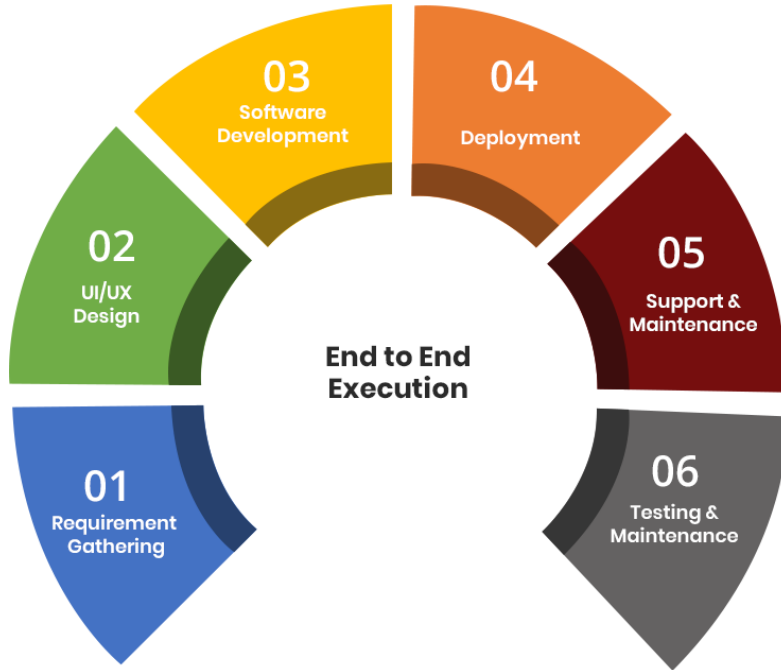 01
Requirement
Gathering
02
UI/UX
Design
03
Software
Development
04
Deployment
05
Support &
Maintenance
06
Testing &
Maintenance
End to End
Execution